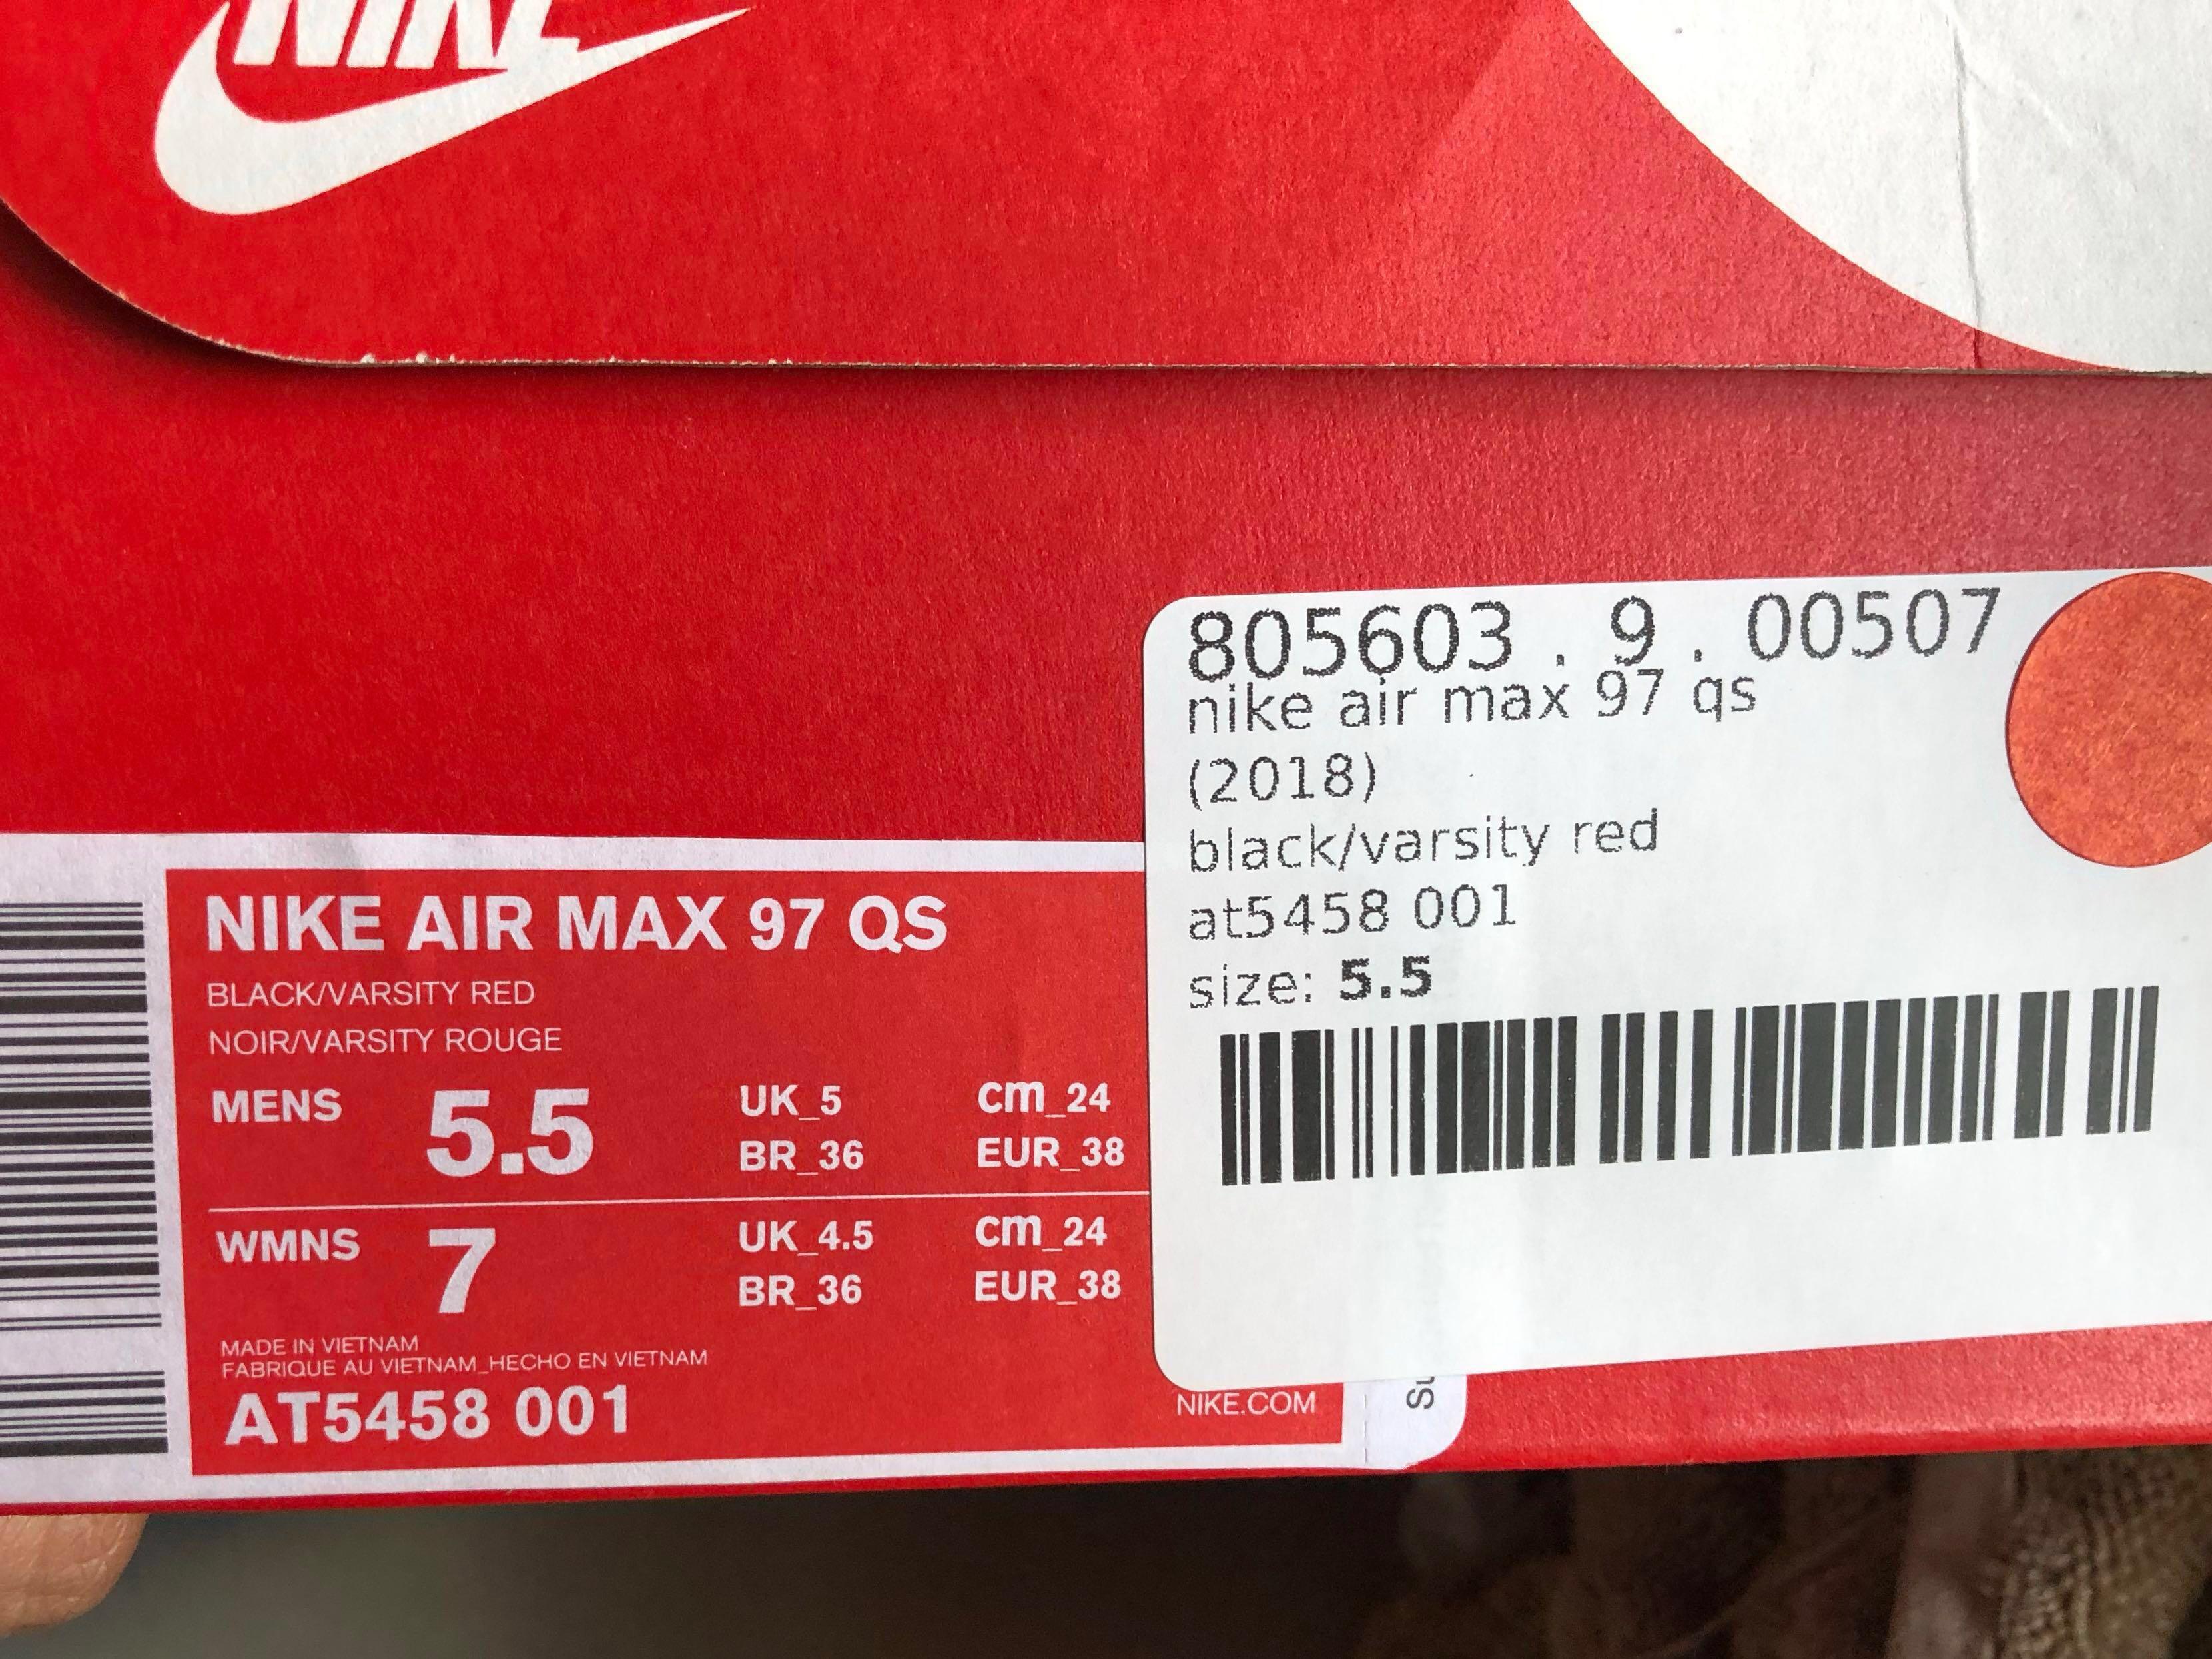 NIKE
805603 . 9 . 00507
nike air max 97 qs
(2018)
black/varsity red
at5458 001
size: 5.5
NIKE AIR MAX 97 QS
BLACK/VARSITY RED
NOIR/VARSITY ROUGE
MENS 5.5 UK_5 cm_24
BR_36 EUR_38
WMNS 7 UK_4.5 cm_24
BR_36 EUR_38
MADE IN VIETNAM
FABRIQUE AU VIETNAM_HECHO EN VIETNAM
AT5458 001
NIKE.COM